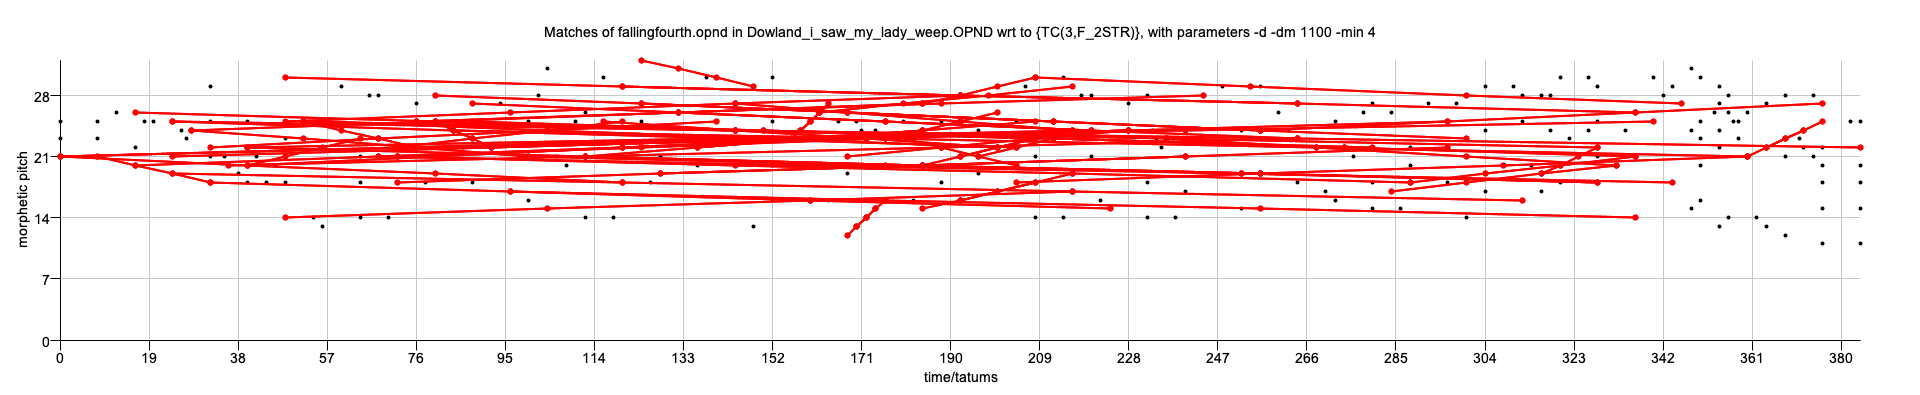 Matches of fallingfourth.opnd in Dowland_i_saw_my_lady_weep.OPND wrt to {TC(3,F_2STR)}, with parameters -d -dm 1100 -min 4
28
21
14
7
0
morphetic pitch
0 19 38 57 76 95 114 133 152 171 190 209 228 247 266 285 304 323 342 361 380
time/tatums